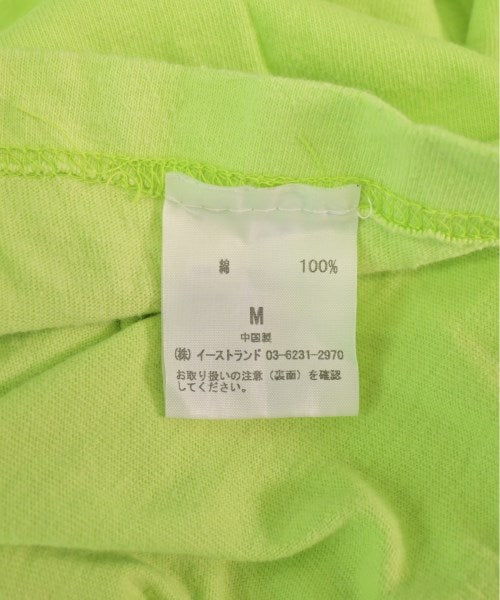 綿 100%
M
中国製
(株) イーストランド 03-6231-2970
お取り扱いの注意 (裏面) を確認
してください。